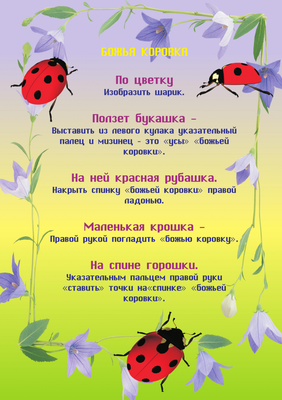 БОЖЬЯ КОРОВКА
По цветку
Изобразить шарик.
Ползет букашка -
Выставить из левого кулака указательный
палец и мизинец - это «усы» «божьей
коровки».
На ней красная рубашка.
Накрыть спинку «божьей коровки» правой
ладонью.
Маленькая крошка -
Правой рукой погладить «божью коровку».
На спине горошки.
Указательным пальцем правой руки
«ставить» точки на«спинке» «божьей
коровки».